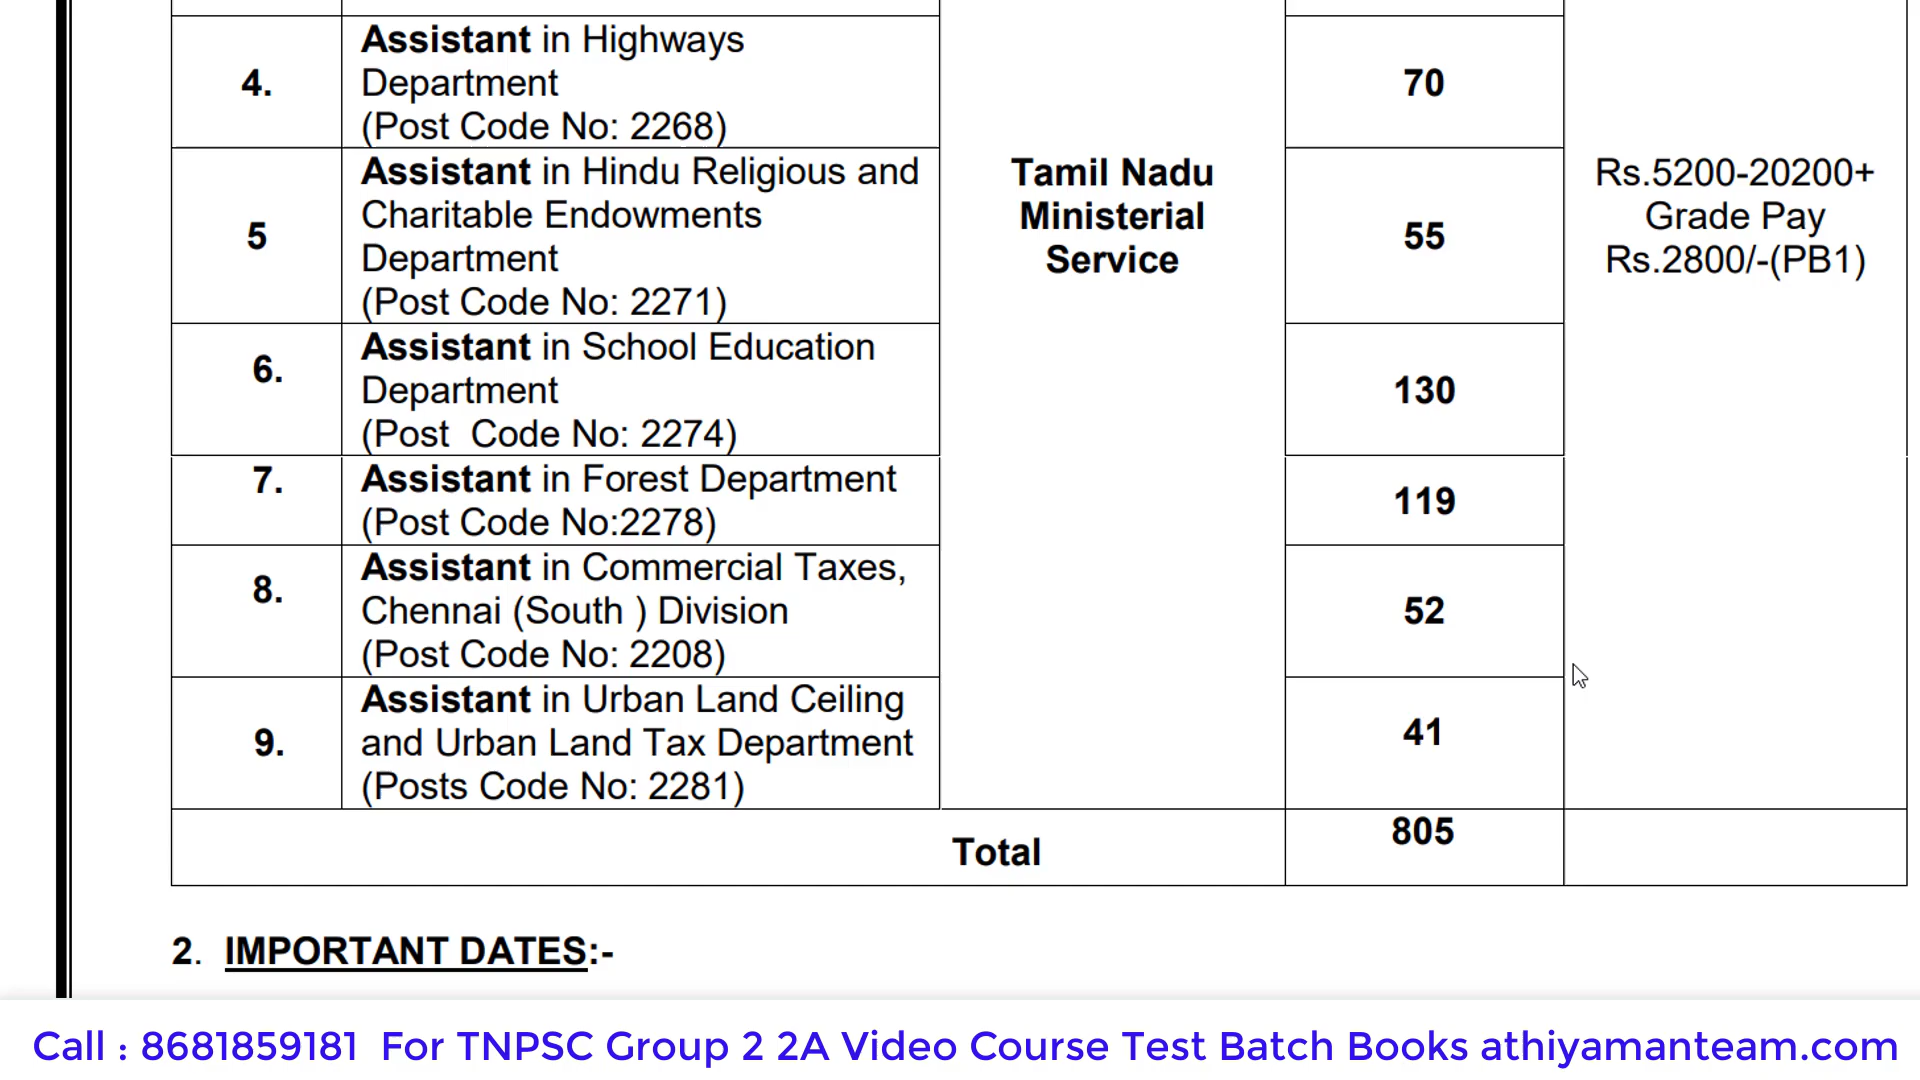 4.
Assistant in Highways
Department
(Post Code No: 2268)
70
5
Assistant in Hindu Religious and
Charitable Endowments
Department
(Post Code No: 2271)
Tamil Nadu
Ministerial
Service
55
Rs.5200-20200+
Grade Pay
Rs.2800/-(PB1)
6.
Assistant in School Education
Department
(Post  Code No: 2274)
130
7.
Assistant in Forest Department
(Post Code No:2278)
119
8.
Assistant in Commercial Taxes,
Chennai (South ) Division
(Post Code No: 2208)
52
9.
Assistant in Urban Land Ceiling
and Urban Land Tax Department
(Posts Code No: 2281)
41
Total
805
2. IMPORTANT DATES:-
Call : 8681859181  For TNPSC Group 2 2A Video Course Test Batch Books athiyamanteam.com